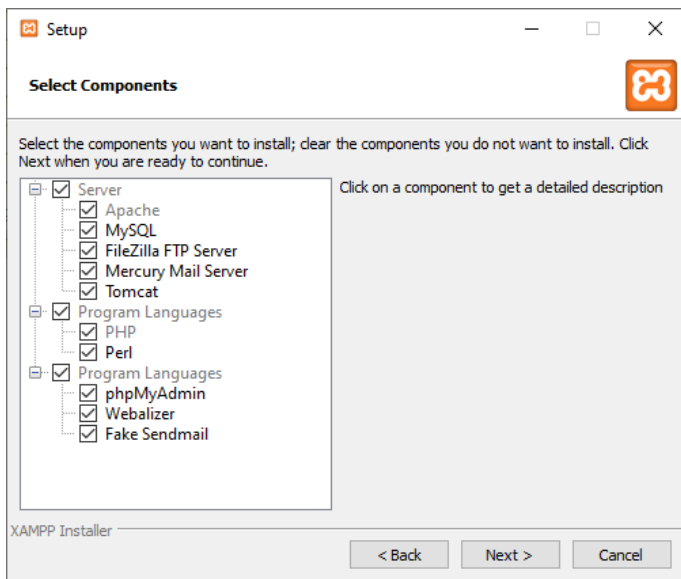 Setup
Select Components
Select the components you want to install; clear the components you do not want to install. Click
Next when you are ready to continue.
Click on a component to get a detailed description
Server
Apache
MySQL
FileZilla FTP Server
Mercury Mail Server
Tomcat
Program Languages
PHP
Perl
Program Languages
phpMyAdmin
Webalizer
Fake Sendmail
XAMPP Installer
< Back
Next >
Cancel